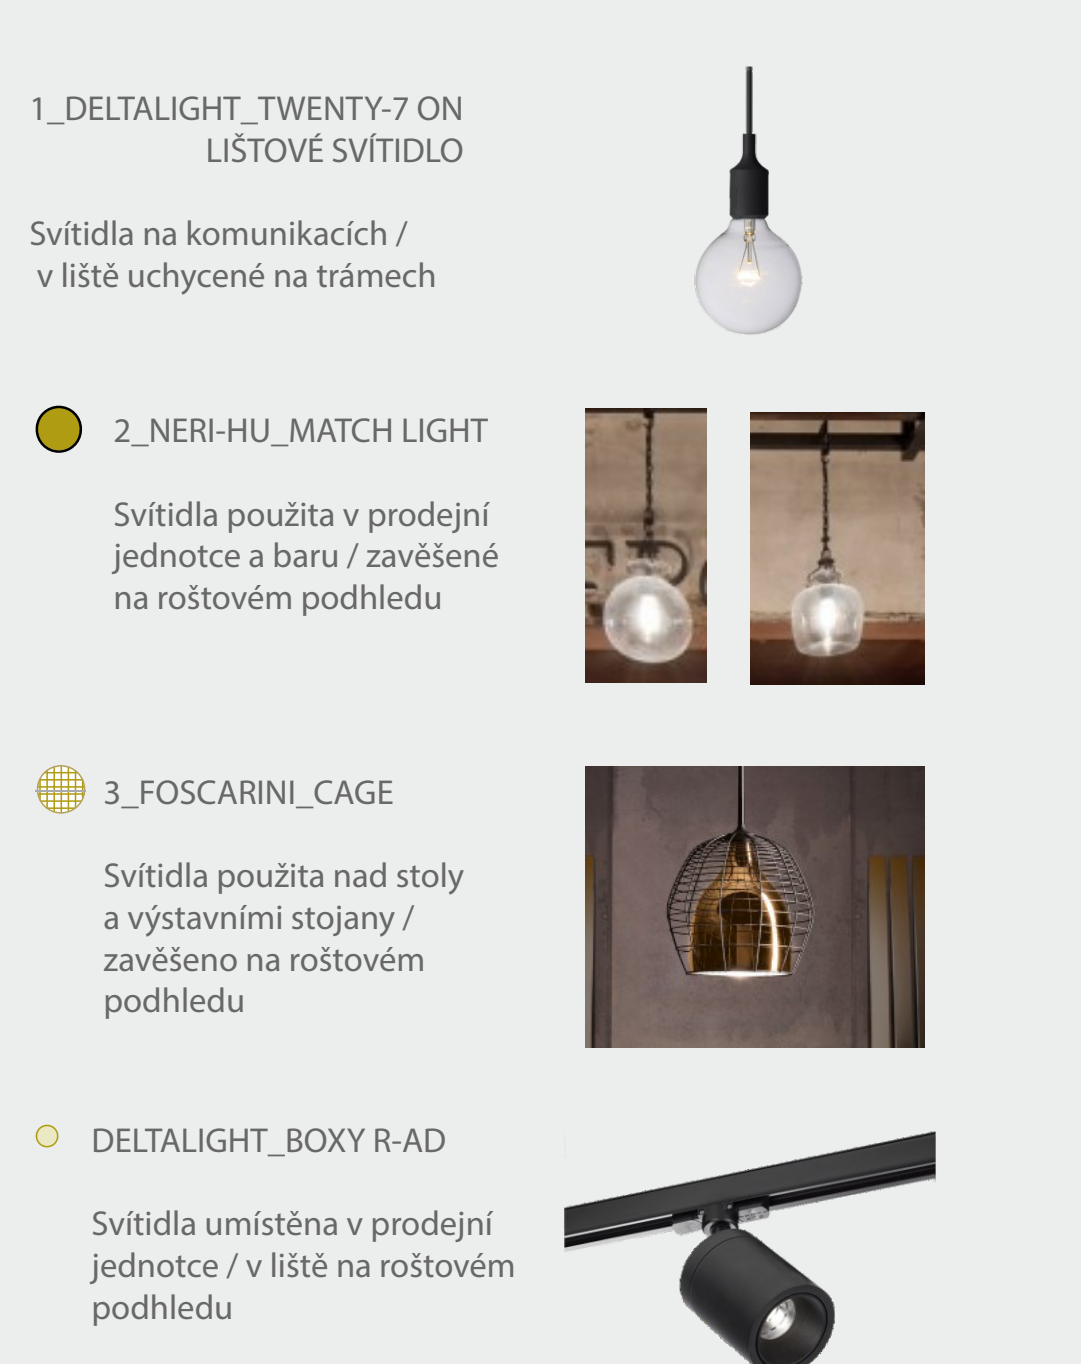 1_DELTALIGHT_TWENTY-7 ON
LIŠTOVÉ SVÍTIDLO
Svítidla na komunikacích /
v liště uchycené na trámech
2_NERI-HU_MATCH LIGHT
Svítidla použita v prodejní
jednotce a baru / zavěšené
na roštovém podhledu
3_FOSCARINI_CAGE
Svítidla použita nad stoly
a výstavními stojany /
zavěšeno na roštovém
podhledu
DELTALIGHT_BOXY R-AD
Svítidla umístěna v prodejní
jednotce / v liště na roštovém
podhledu